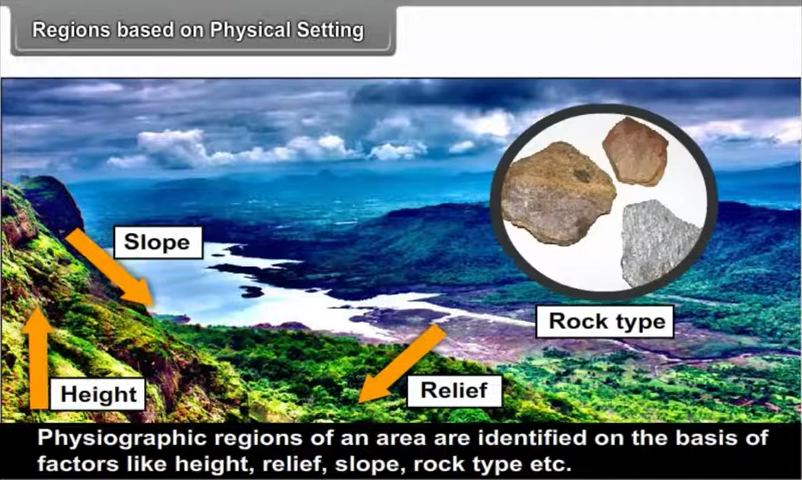 Regions based on Physical Setting
Slope
Rock type
Height
Relief
Physiographic regions of an area are identified on the basis of
factors like height, relief, slope, rock type etc.